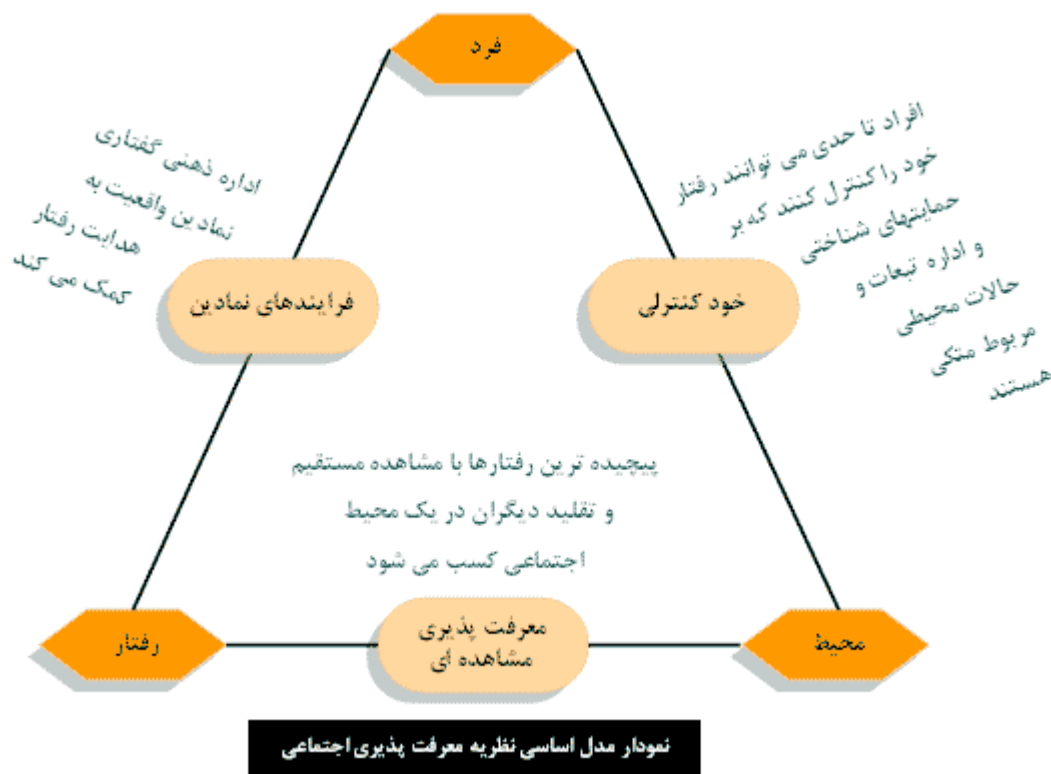 فرد
افراد تا حدی می توانند رفتار
خود را کنترل کنند که بر
حمایتهای شناختی
و اداره تبعات و
حالات محیطی
مربوط متکی
هستند
اداره ذهنی گفتاری
نمادین واقعیت به
هدایت رفتار
کمک می کند
خود کنترلی
فرایندهای نمادین
پیچیده ترین رفتارها با مشاهده مستقیم
و تقلید دیگران در یک محیط
اجتماعی کسب می شود
محیط
معرفت پذیری
مشاهده ای
رفتار
نمودار مدل اساسی نظریه معرفت پذیری اجتماعی